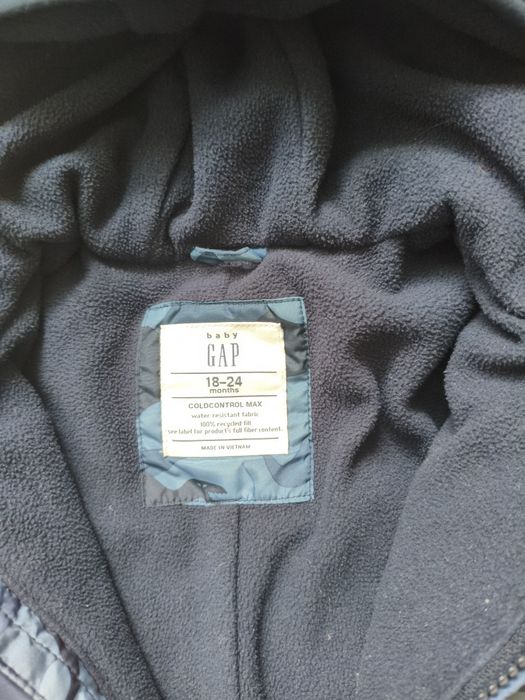 baby
GAP
18-24
months
COLDCONTROL MAX
water-resistant fabric
100% recycled fill
see label for product's full fiber content.
MADE IN VIETNAM